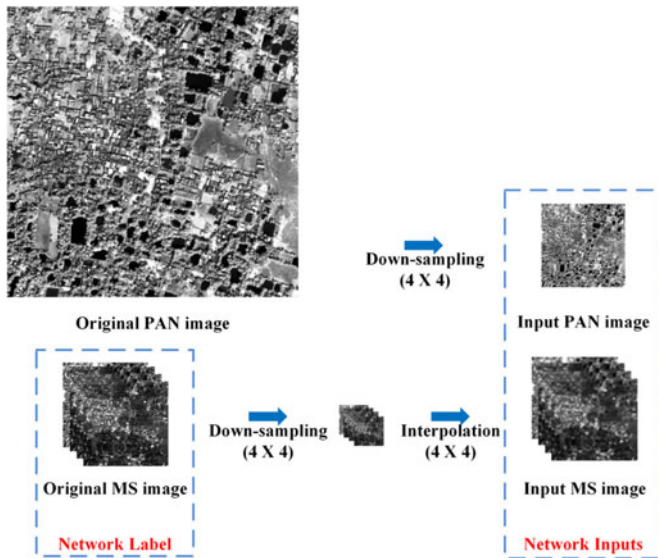 Down-sampling
(4 X 4)
Original PAN image
Input PAN image
Down-sampling
(4 X 4)
Interpolation
(4 X 4)
Original MS image
Input MS image
Network Label
Network Inputs